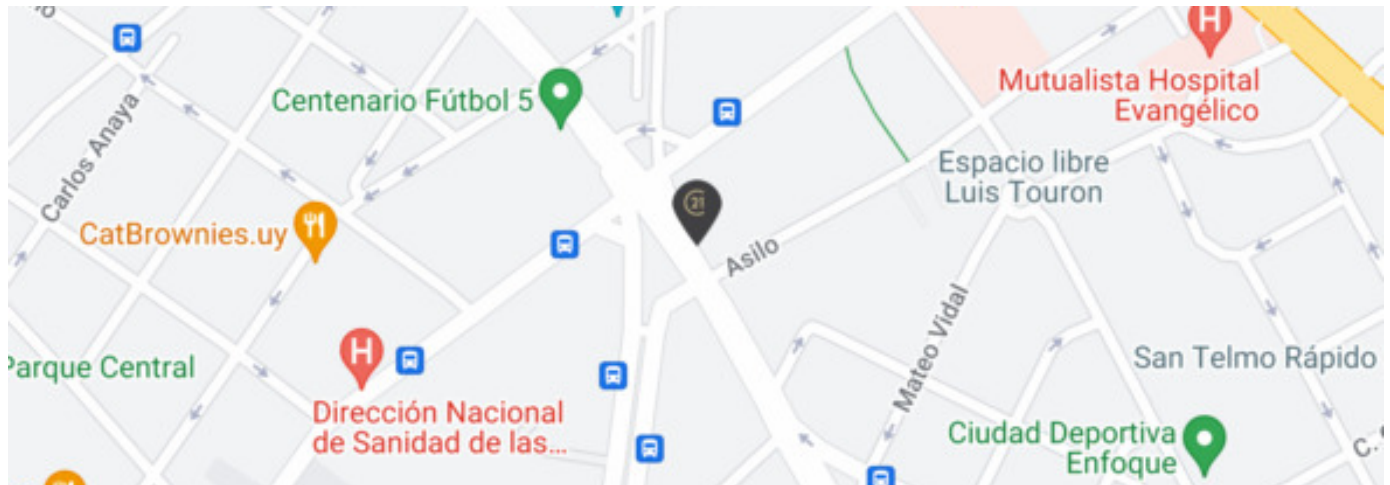 Carlos Anaya
Centenario Fútbol 5
CatBrownies.uy
Parque Central
H
Dirección Nacional
de Sanidad de las...
21
Asilo
H
Mutualista Hospital
Evangélico
Espacio libre
Luis Touron
Mateo Vidal
San Telmo Rápido
Ciudad Deportiva
Enfoque